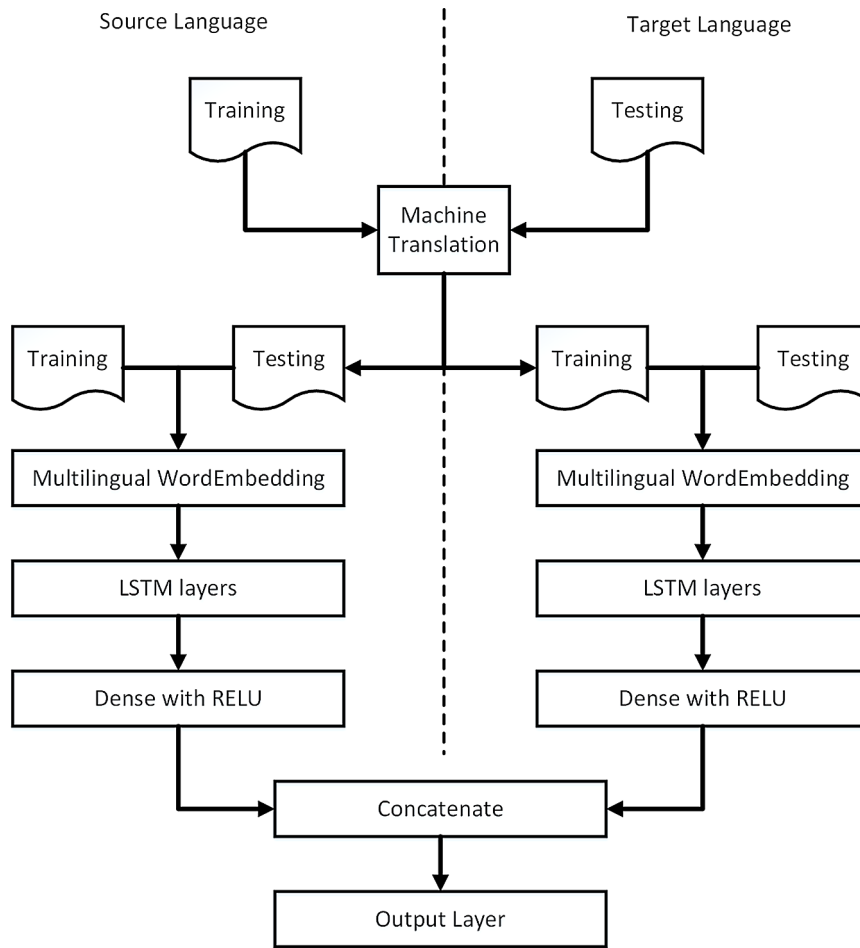 Source Language
Target Language
Training
Testing
Machine
Translation
Training
Testing
Training
Testing
Multilingual WordEmbedding
Multilingual WordEmbedding
LSTM layers
LSTM layers
Dense with RELU
Dense with RELU
Concatenate
Output Layer